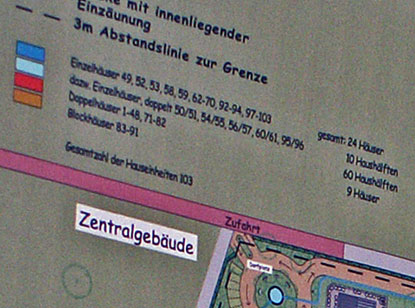 mit innenliegender
Einzäunung
3m Abstandslinie zur Grenze
Einzelhäuser 49, 52, 53, 58, 59, 62-70, 92-94, 97-103 gesamt: 24 Häuser
dazw. Einzelhäuser, doppelt 50/51, 54/55, 56/57, 60/61, 95/96 10 Haushälften
Doppelhäuser 1-48, 71-82 60 Haushälften
Blockhäuser 83-91 9 Häuser
Gesamtzahl der Hauseinheiten 103
Zufahrt
Zentralgebäude